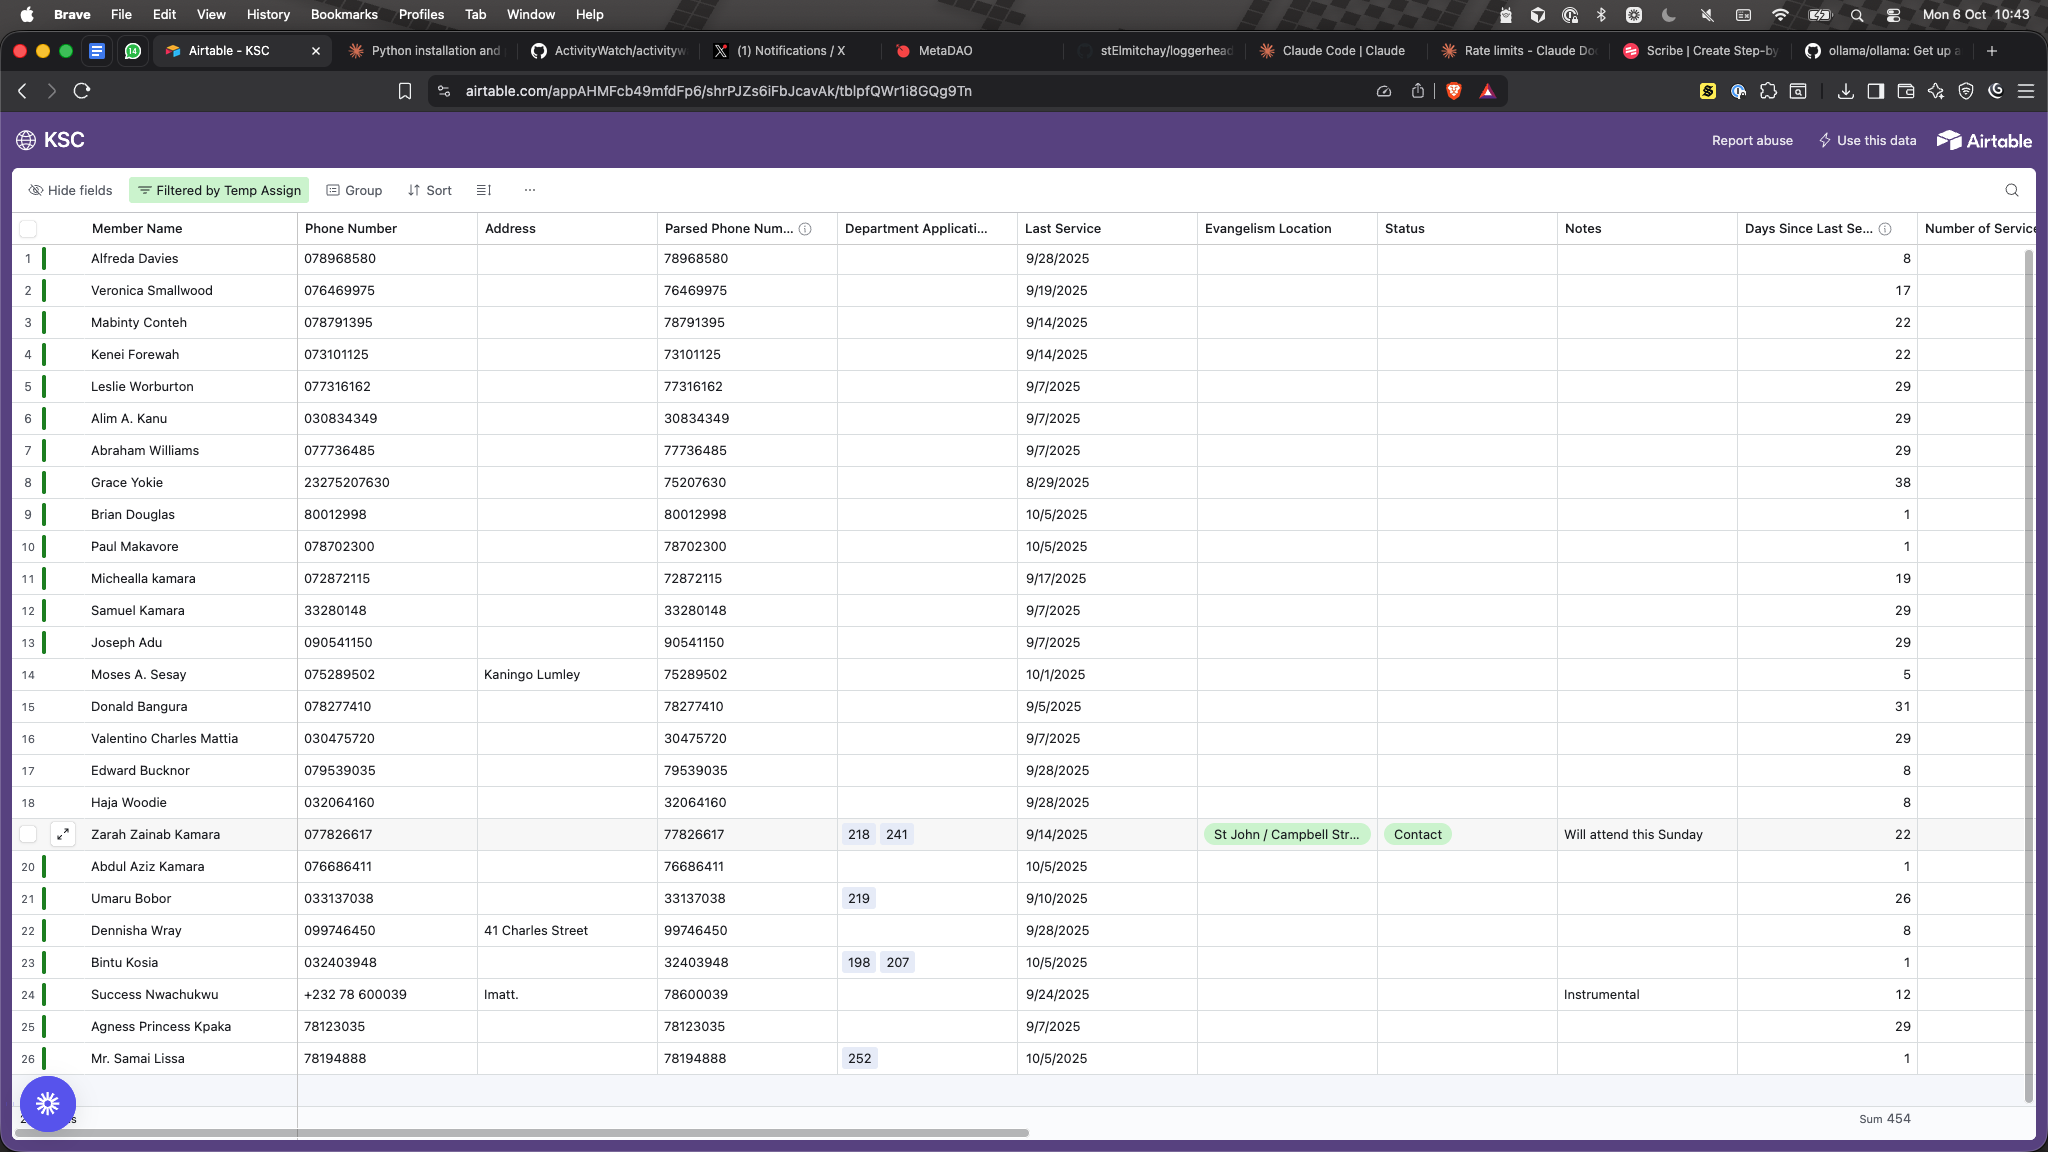 Brave File Edit View History Bookmarks Profiles Tab Window Help Mon 6 Oct 10:43
14 Airtable - KSC Python installation and ActivityWatch/activityw (1) Notifications / X MetaDAO stElmitchay/loggerhead Claude Code | Claude Rate limits - Claude Do Scribe | Create Step-by ollama/ollama: Get up a
airtable.com/appAHMFcb49mfdFp6/shrPJZs6iFbJcavAk/tblpfQWr1i8GQg9Tn
KSC Report abuse Use this data Airtable
Hide fields Filtered by Temp Assign Group Sort ...
Member Name Phone Number Address Parsed Phone Num... Department Applicati... Last Service Evangelism Location Status Notes Days Since Last Se... Number of Service
1 Alfreda Davies 078968580 78968580 9/28/2025 8
2 Veronica Smallwood 076469975 76469975 9/19/2025 17
3 Mabinty Conteh 078791395 78791395 9/14/2025 22
4 Kenei Forewah 073101125 73101125 9/14/2025 22
5 Leslie Worburton 077316162 77316162 9/7/2025 29
6 Alim A. Kanu 030834349 30834349 9/7/2025 29
7 Abraham Williams 077736485 77736485 9/7/2025 29
8 Grace Yokie 23275207630 75207630 8/29/2025 38
9 Brian Douglas 80012998 80012998 10/5/2025 1
10 Paul Makavore 078702300 78702300 10/5/2025 1
11 Michealla kamara 072872115 72872115 9/17/2025 19
12 Samuel Kamara 33280148 33280148 9/7/2025 29
13 Joseph Adu 090541150 90541150 9/7/2025 29
14 Moses A. Sesay 075289502 Kaningo Lumley 75289502 10/1/2025 5
15 Donald Bangura 078277410 78277410 9/5/2025 31
16 Valentino Charles Mattia 030475720 30475720 9/7/2025 29
17 Edward Bucknor 079539035 79539035 9/28/2025 8
18 Haja Woodie 032064160 32064160 9/28/2025 8
Zarah Zainab Kamara 077826617 77826617 218 241 9/14/2025 St John / Campbell Str... Contact Will attend this Sunday 22
20 Abdul Aziz Kamara 076686411 76686411 10/5/2025 1
21 Umaru Bobor 033137038 33137038 219 9/10/2025 26
22 Dennisha Wray 099746450 41 Charles Street 99746450 9/28/2025 8
23 Bintu Kosia 032403948 32403948 198 207 10/5/2025 1
24 Success Nwachukwu +232 78 600039 Imatt. 78600039 9/24/2025 Instrumental 12
25 Agness Princess Kpaka 78123035 78123035 9/7/2025 29
26 Mr. Samai Lissa 78194888 78194888 252 10/5/2025 1
Sum 454